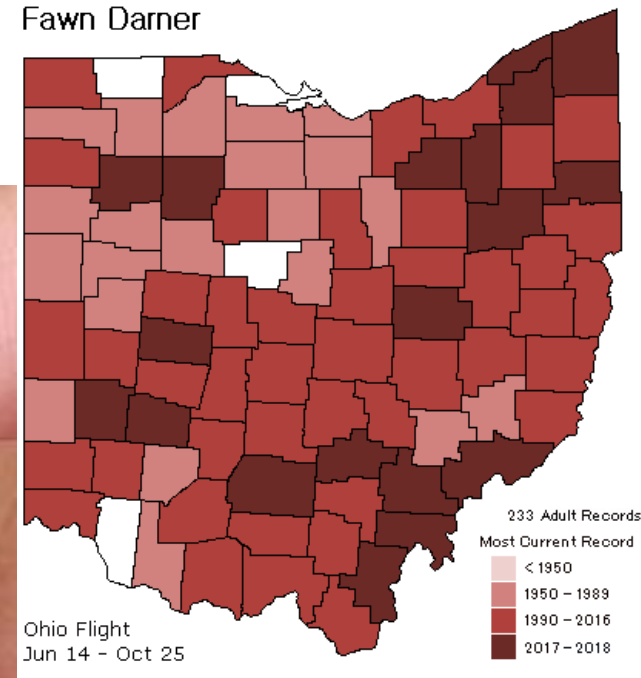 Fawn Darner
233 Adult Records
Most Current Record
< 1950
1950 - 1989
1990 - 2016
2017 - 2018
Ohio Flight
Jun 14 - Oct 25